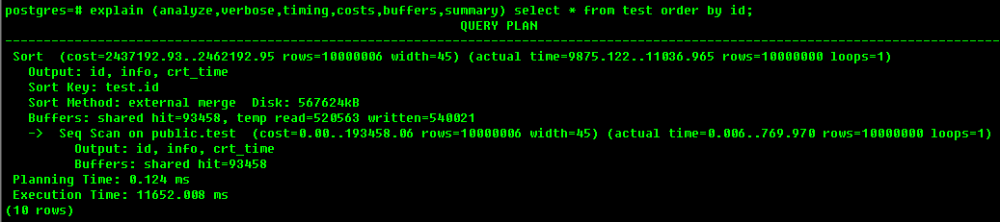 postgres=# explain (analyze,verbose,timing,costs,buffers,summary) select * from test order by id;
QUERY PLAN
---------------------------------------------------------------------------------------------------------------------------------
Sort  (cost=2437192.93..2462192.95 rows=10000006 width=45) (actual time=9875.122..11036.965 rows=10000000 loops=1)
Output: id, info, crt_time
Sort Key: test.id
Sort Method: external merge  Disk: 567624kB
Buffers: shared hit=93458, temp read=520563 written=540021
->  Seq Scan on public.test  (cost=0.00..193458.06 rows=10000006 width=45) (actual time=0.006..769.970 rows=10000000 loops=1)
Output: id, info, crt_time
Buffers: shared hit=93458
Planning Time: 0.124 ms
Execution Time: 11652.008 ms
(10 rows)